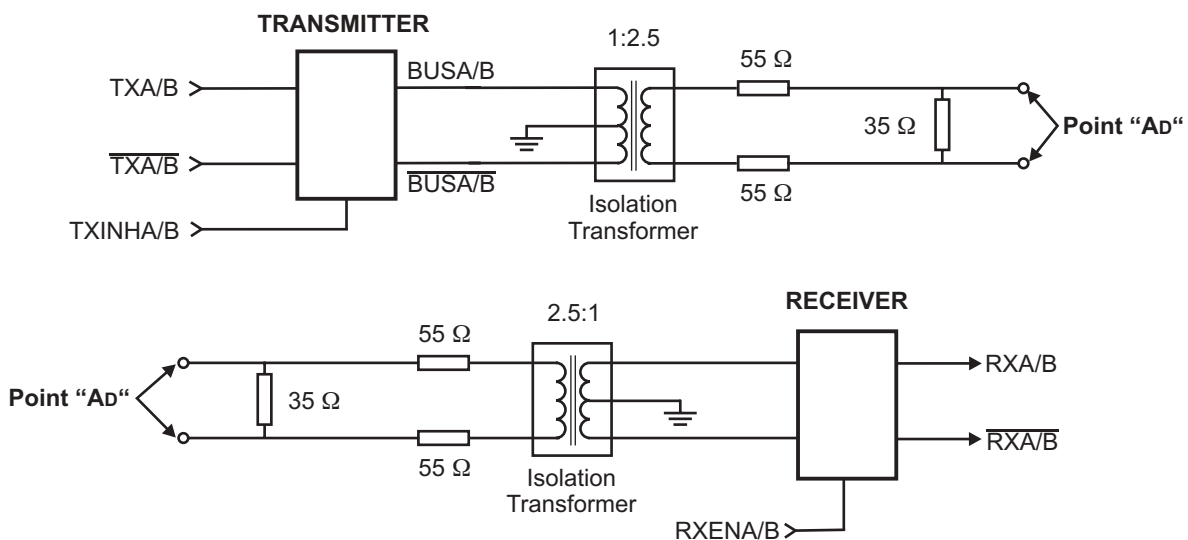 TRANSMITTER
1:2.5
55 Ω
TXA/B
BUSA/B
35 Ω
Point “AD“
TXA/B
BUSA/B
55 Ω
TXINHA/B
Isolation
Transformer
2.5:1
RECEIVER
55 Ω
RXA/B
Point “AD“
35 Ω
RXA/B
55 Ω
Isolation
Transformer
RXENA/B